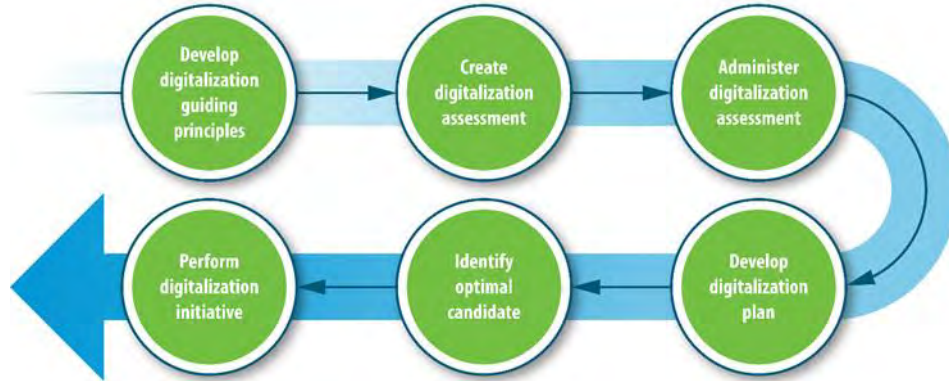 Develop
digitalization
guiding
principles
Create
digitalization
assessment
Administer
digitalization
assessment
Perform
digitalization
initiative
Identify
optimal
candidate
Develop
digitalization
plan